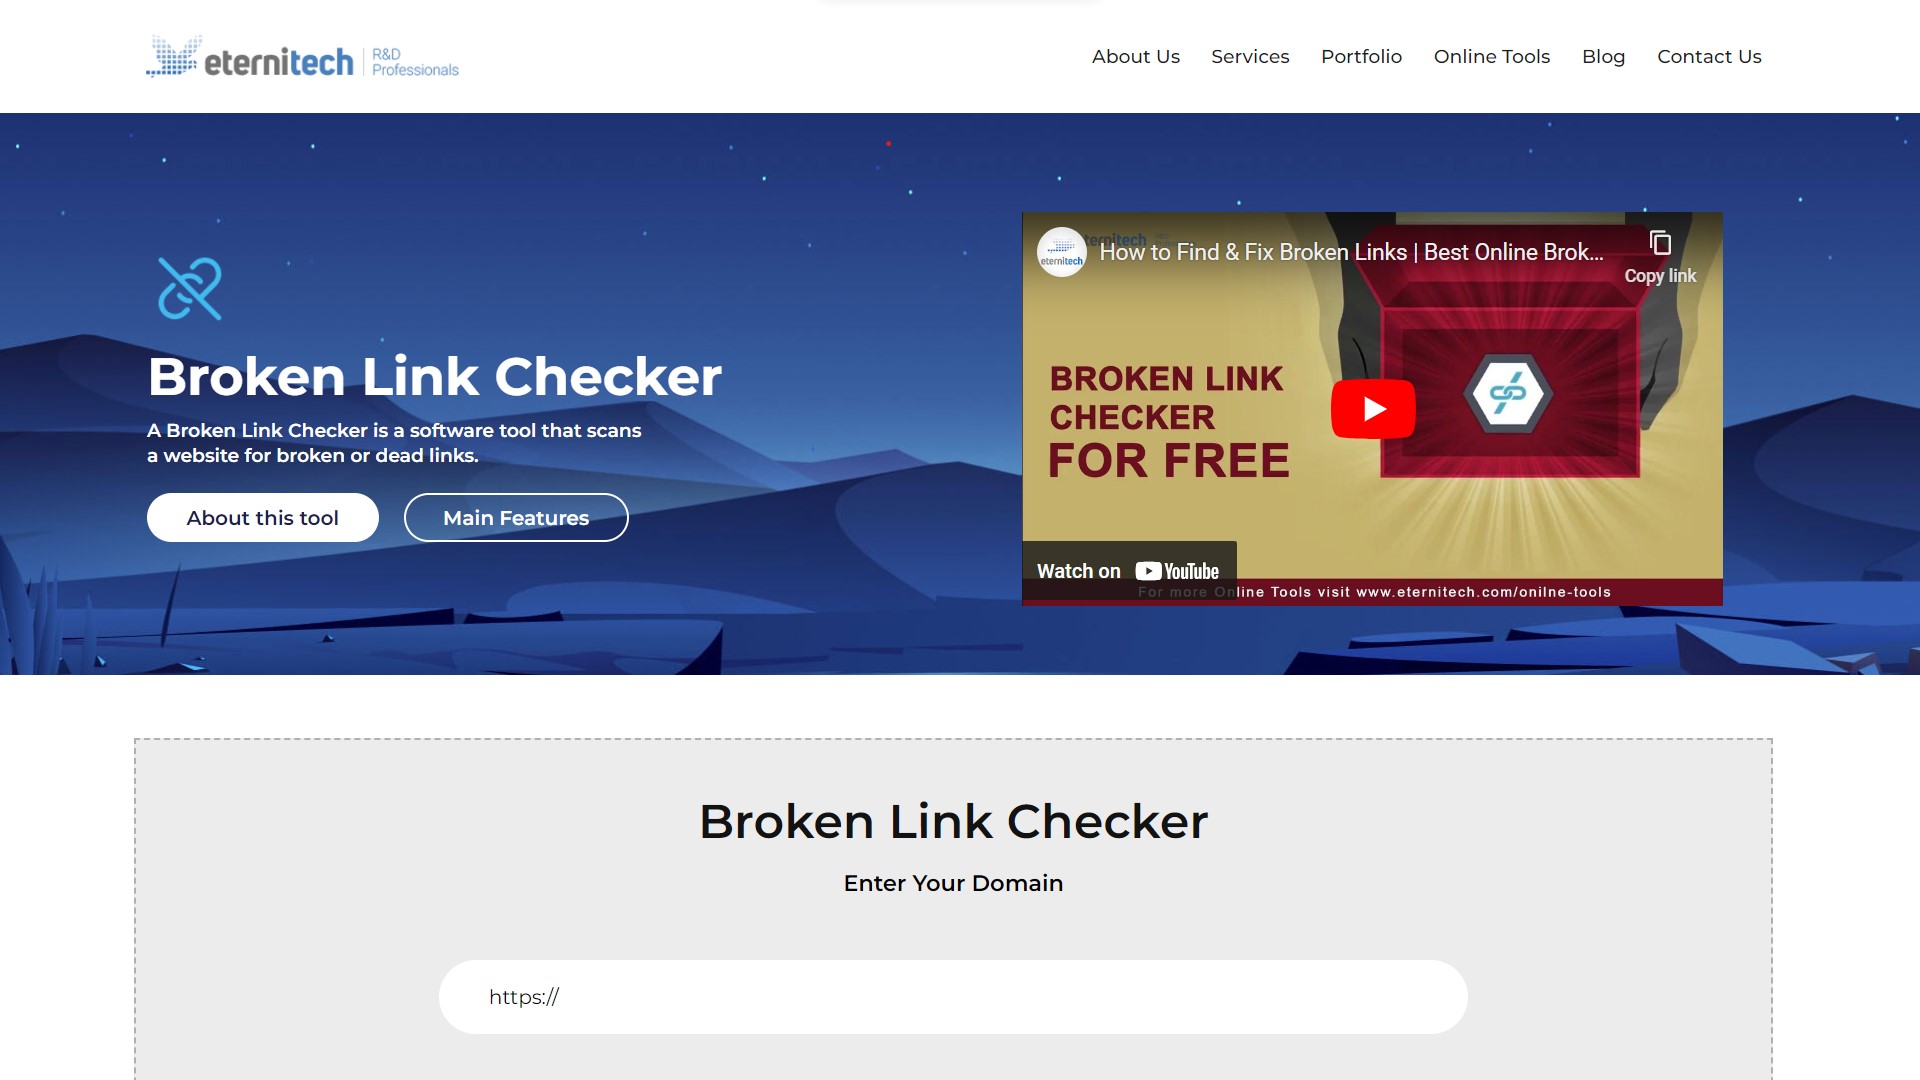 eternitech
R&D
Professionals
About Us
Services
Portfolio
Online Tools
Blog
Contact Us
Broken Link Checker
A Broken Link Checker is a software tool that scans
a website for broken or dead links.
About this tool
Main Features
eternitech
eternitech
How to Find & Fix Broken Links | Best Online Brok...
Copy link
BROKEN LINK
CHECKER
FOR FREE
Watch on YouTube
For more Online Tools visit www.eternitech.com/onilne-tools
Broken Link Checker
Enter Your Domain
https://